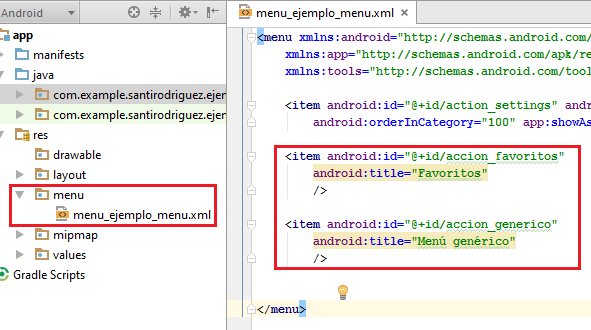 Android
menu_ejemplo_menu.xml
app
manifests
java
com.example.santirodriguez.ejen
com.example.santirodriguez.ejen
res
drawable
layout
menu
menu_ejemplo_menu.xml
mipmap
values
Gradle Scripts
<menu xmlns:android="http://schemas.android.com/
xmlns:app="http://schemas.android.com/apk/re
xmlns:tools="http://schemas.android.com/tool
<item android:id="@+id/action_settings" andr
android:orderInCategory="100" app:showAs
<item android:id="@+id/accion_favoritos"
android:title="Favoritos"
/>
<item android:id="@+id/accion_generico"
android:title="Menú genérico"
/>
</menu>